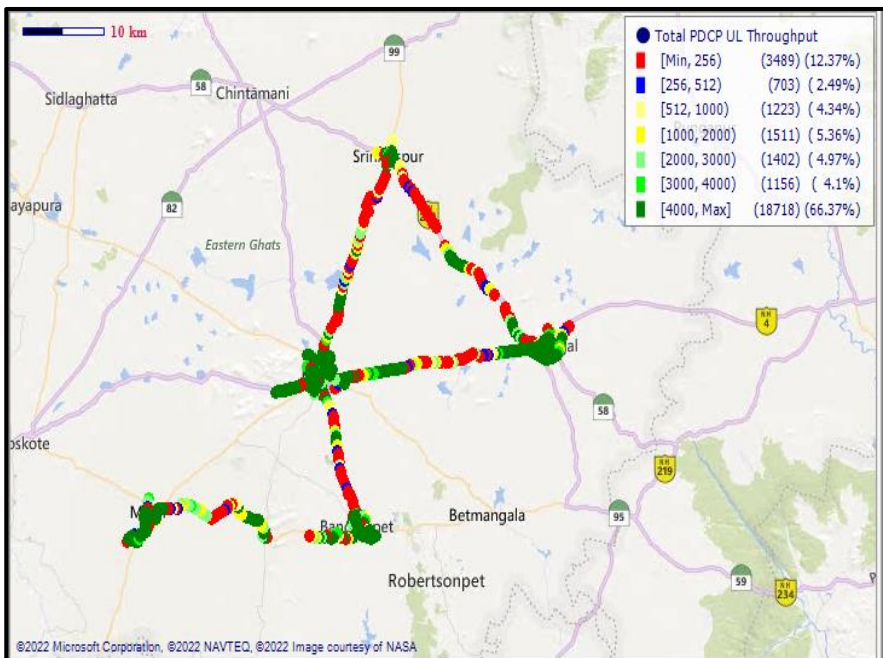 10 km
99
Total PDCP UL Throughput
[Min, 256) (3489) (12.37%)
[256, 512) (703) ( 2.49%)
[512, 1000) (1223) ( 4.34%)
[1000, 2000) (1511) ( 5.36%)
[2000, 3000) (1402) ( 4.97%)
[3000, 4000) (1156) ( 4.1%)
[4000, Max] (18718) (66.37%)
58
Sidlaghatta
Chintamani
82
ayapura
Eastern Ghats
NH
4
58
oskote
NH
219
95
Betmangala
Robertsonpet
59
NH
234
©2022 Microsoft Corporation, ©2022 NAVTEQ, ©2022 Image courtesy of NASA